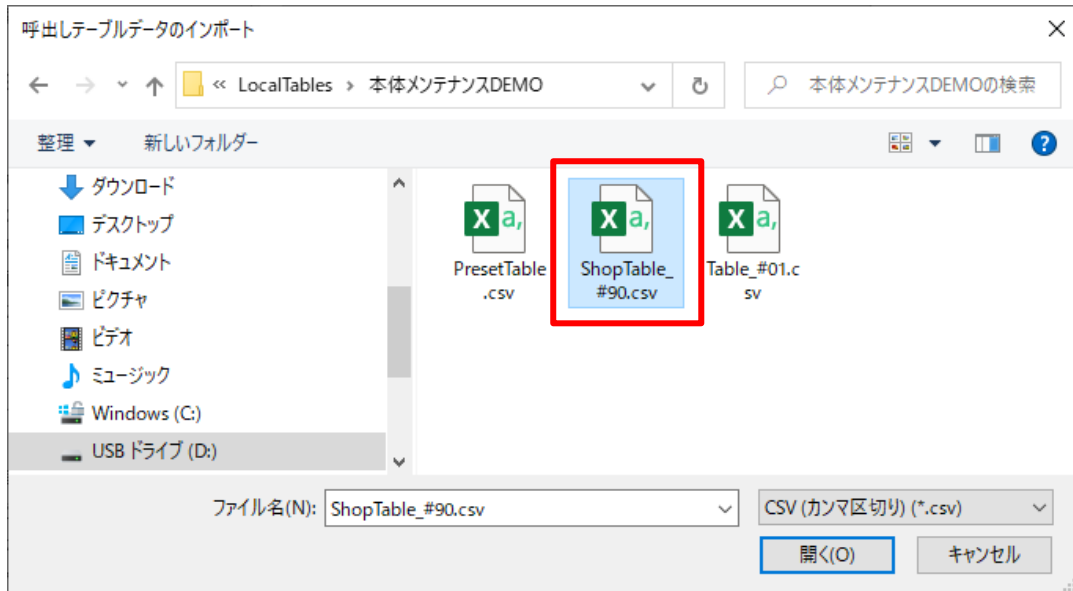 呼出しテーブルデータのインポート
« LocalTables › 本体メンテナンスDEMO
本体メンテナンスDEMOの検索
整理 新しいフォルダー
?
ダウンロード
デスクトップ
ドキュメント
ピクチャ
ビデオ
ミュージック
Windows (C:)
USB ドライブ (D:)
X a,
PresetTable
.csv
X a,
ShopTable_
#90.csv
X a,
Table_#01.c
sv
ファイル名(N): ShopTable_#90.csv
CSV (カンマ区切り) (*.csv)
開く(O) キャンセル